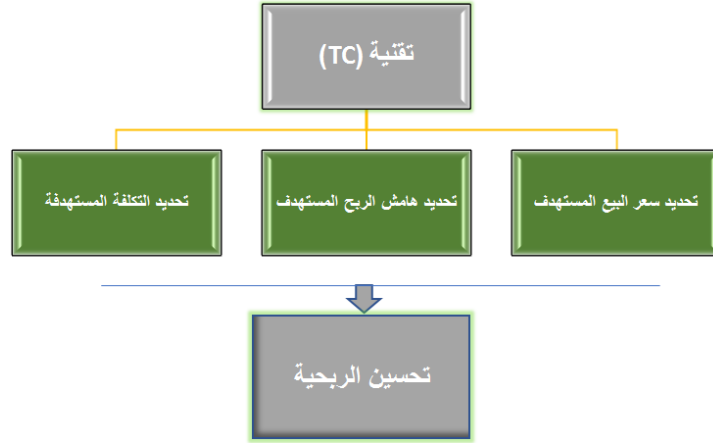 تقنية (TC)
تحديد سعر البيع المستهدف
تحديد هامش الربح المستهدف
تحديد التكلفة المستهدفة
تحسين الربحية